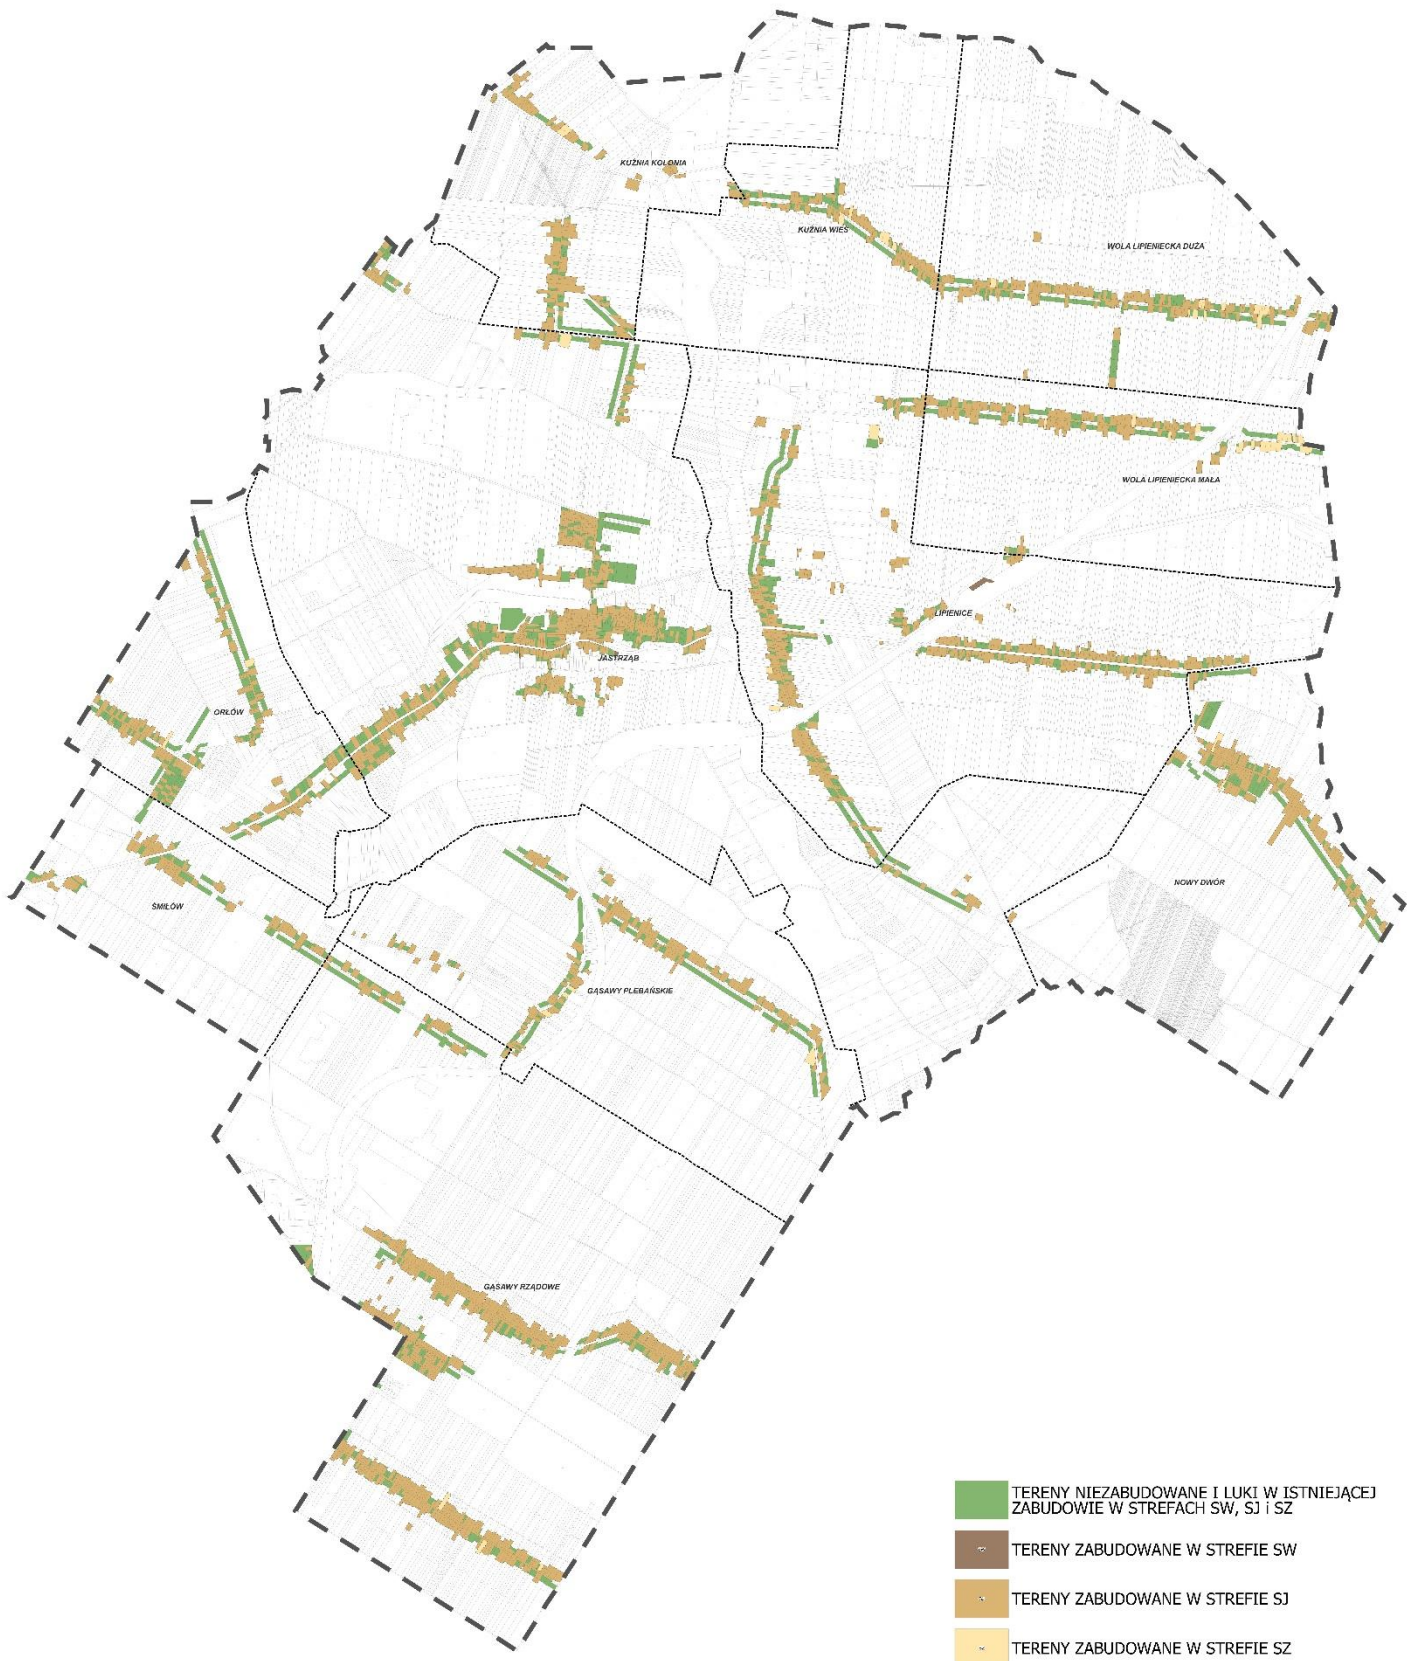 KUŹNIA KOLONIA
KUŹNIA WIEŚ
WOLA LIPIENIECKA DUŻA
WOLA LIPIENIECKA MAŁA
LIPIENICE
JASTRZĄB
ORŁÓW
NOWY DWÓR
ŚMIŁÓW
GĄSAWY PLEBAŃSKIE
GĄSAWY RZĄDOWE
TERENY NIEZABUDOWANE I LUKI W ISTNIEJĄCEJ
ZABUDOWIE W STREFACH SW, SJ i SZ
TERENY ZABUDOWANE W STREFIE SW
TERENY ZABUDOWANE W STREFIE SJ
TERENY ZABUDOWANE W STREFIE SZ